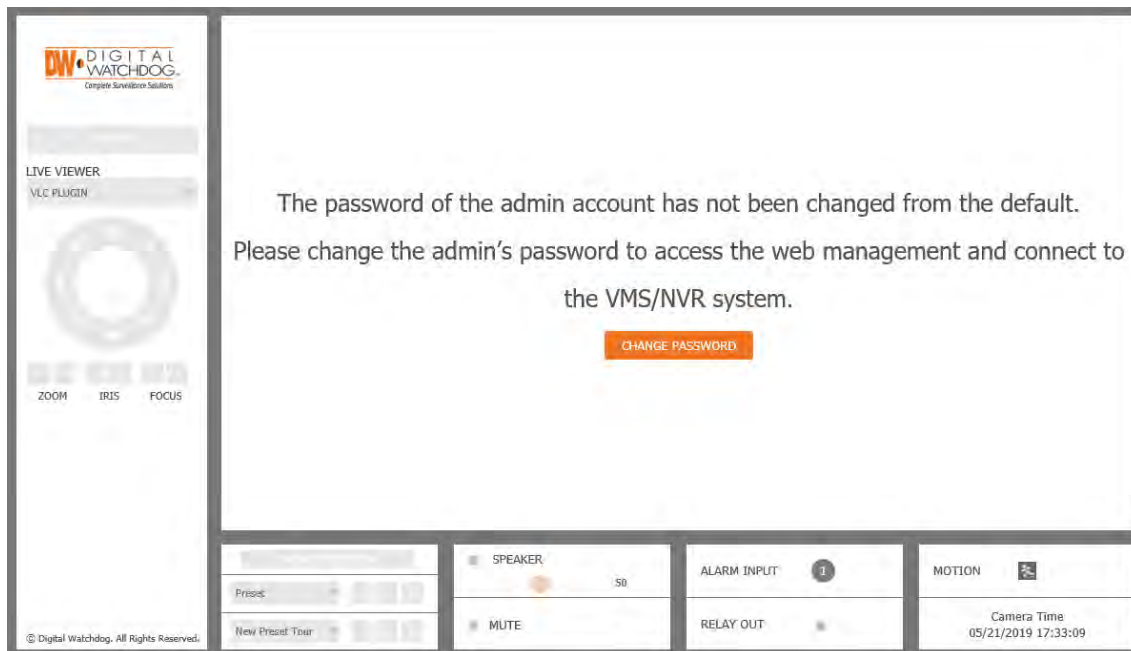 DW DIGITAL
WATCHDOG™
Complete Surveillance Solutions
LIVE VIEWER
VLC PLUGIN
ZOOM IRIS FOCUS
© Digital Watchdog. All Rights Reserved.
The password of the admin account has not been changed from the default.
Please change the admin's password to access the web management and connect to
the VMS/NVR system.
CHANGE PASSWORD
Preset
New Preset Tour
SPEAKER
50
MUTE
ALARM INPUT 1
RELAY OUT
MOTION
Camera Time
05/21/2019 17:33:09